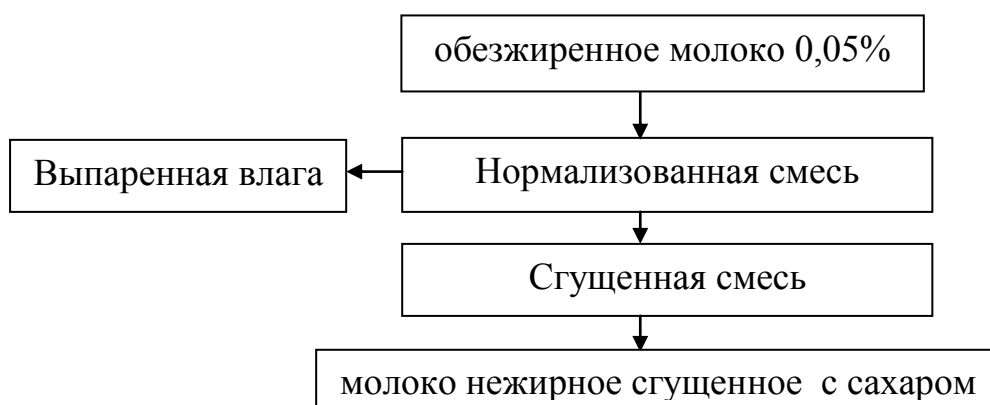 обезжиренное молоко 0,05%
Выпаренная влага
Нормализованная смесь
Сгущенная смесь
молоко нежирное сгущенное с сахаром